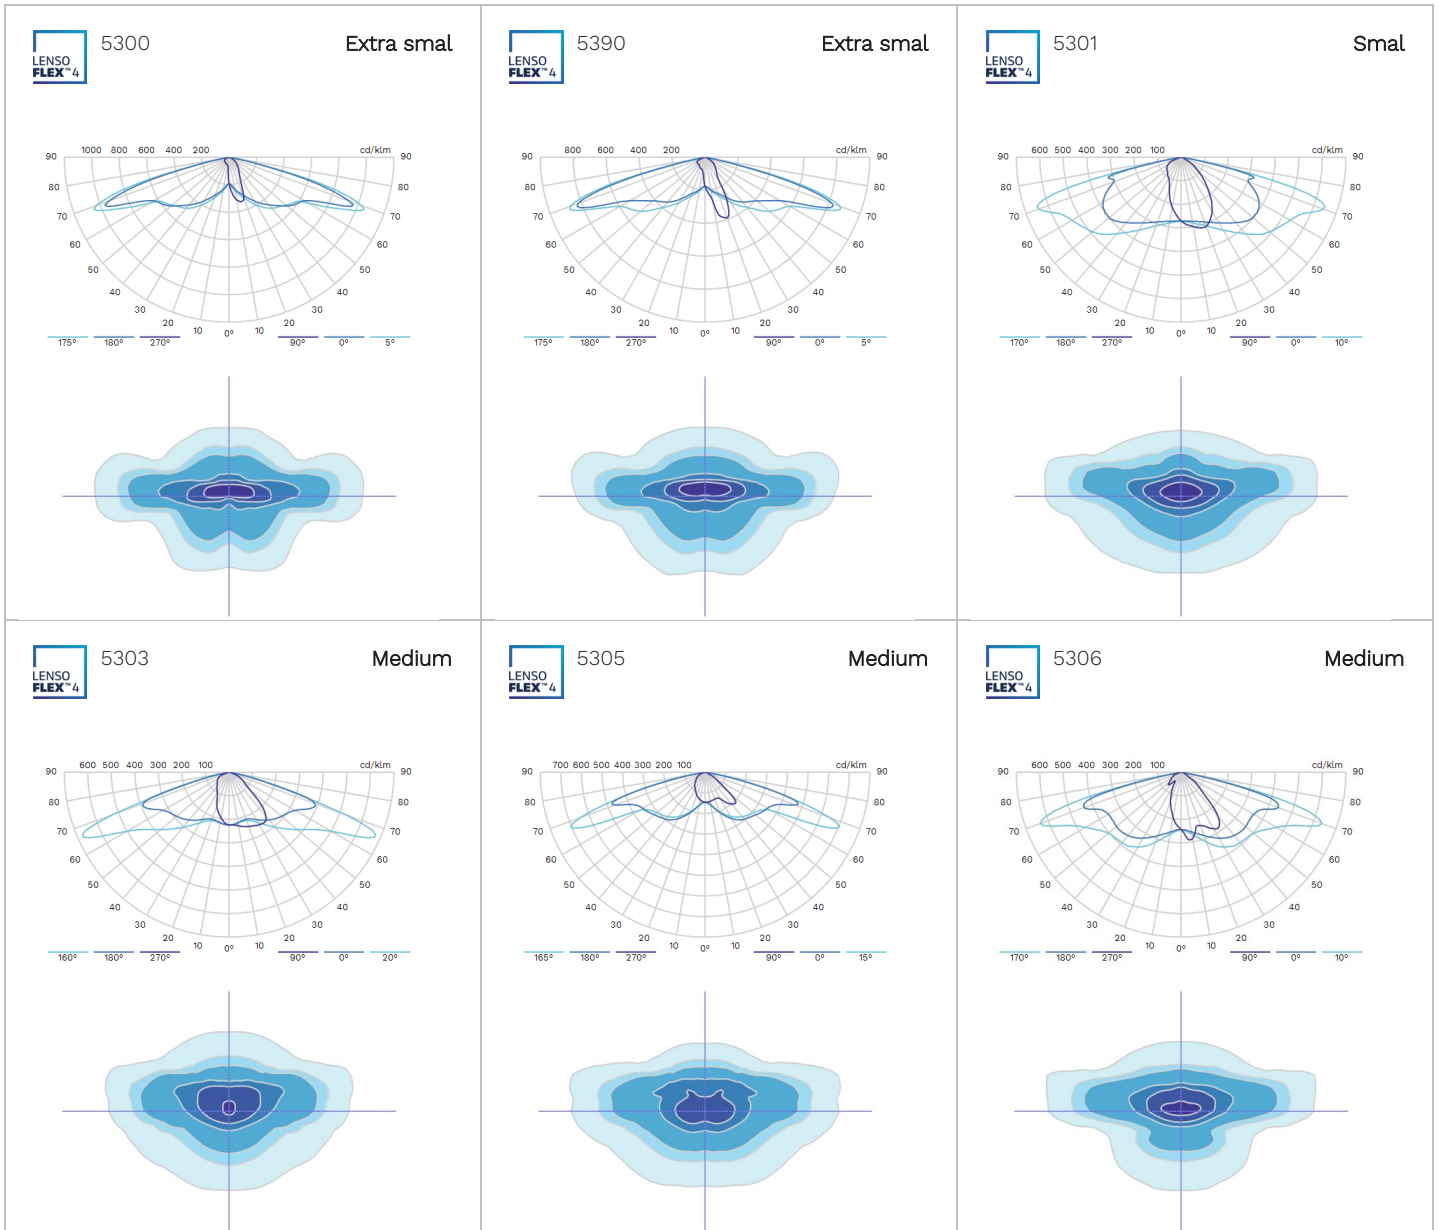 LENSO
FLEX™4
5300
Extra smal
90 1000 800 600 400 200 cd/klm 90
80 80
70 70
60 60
50 50
40 40
30 30
20 20
10 0° 10
175° 180° 270° 90° 0° 5°
LENSO
FLEX™4
5390
Extra smal
90 800 600 400 200 cd/klm 90
80 80
70 70
60 60
50 50
40 40
30 30
20 20
10 0° 10
175° 180° 270° 90° 0° 5°
LENSO
FLEX™4
5301
Smal
90 600 500 400 300 200 100 cd/klm 90
80 80
70 70
60 60
50 50
40 40
30 30
20 20
10 0° 10
170° 180° 270° 90° 0° 10°
LENSO
FLEX™4
5303
Medium
90 600 500 400 300 200 100 cd/klm 90
80 80
70 70
60 60
50 50
40 40
30 30
20 20
10 0° 10
160° 180° 270° 90° 0° 20°
LENSO
FLEX™4
5305
Medium
90 700 600 500 400 300 200 100 cd/klm 90
80 80
70 70
60 60
50 50
40 40
30 30
20 20
10 0° 10
165° 180° 270° 90° 0° 15°
LENSO
FLEX™4
5306
Medium
90 600 500 400 300 200 100 cd/klm 90
80 80
70 70
60 60
50 50
40 40
30 30
20 20
10 0° 10
170° 180° 270° 90° 0° 10°